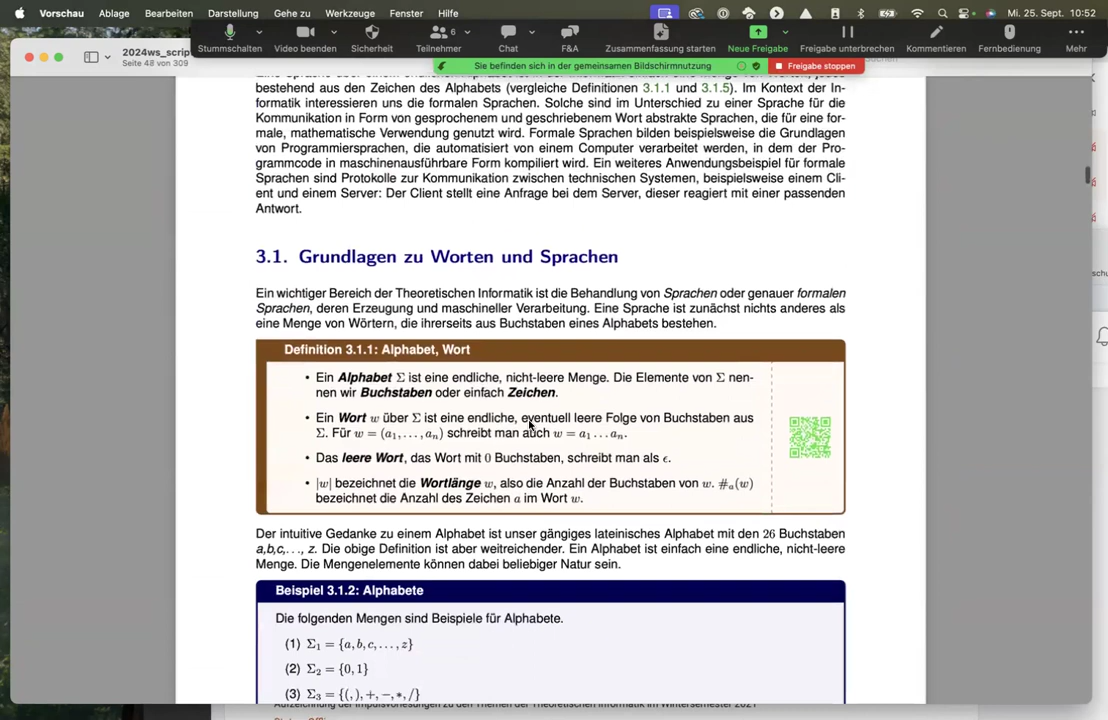 Vorschau Ablage Bearbeiten Darstellung Gehe zu Werkzeuge Fenster Hilfe Mi. 25. Sept. 10:52
6
Stummschalten Video beenden Sicherheit Teilnehmer Chat F&A Zusammenfassung starten Neue Freigabe Freigabe unterbrechen Kommentieren Fernbedienung Mehr
2024ws_scrip
Seite 48 von 309
Sie befinden sich in der gemeinsamen Bildschirmnutzung Freigabe stoppen
bestehend aus den Zeichen des Alphabets (vergleiche Definitionen 3.1.1 und 3.1.5). Im Kontext der In-
formatik interessieren uns die formalen Sprachen. Solche sind im Unterschied zu einer Sprache für die
Kommunikation in Form von gesprochenem und geschriebenem Wort abstrakte Sprachen, die für eine for-
male, mathematische Verwendung genutzt wird. Formale Sprachen bilden beispielsweise die Grundlagen
von Programmiersprachen, die automatisiert von einem Computer verarbeitet werden, in dem der Pro-
grammcode in maschinenausführbare Form kompiliert wird. Ein weiteres Anwendungsbeispiel für formale
Sprachen sind Protokolle zur Kommunikation zwischen technischen Systemen, beispielsweise einem Cli-
ent und einem Server: Der Client stellt eine Anfrage bei dem Server, dieser reagiert mit einer passenden
Antwort.
3.1. Grundlagen zu Worten und Sprachen
Ein wichtiger Bereich der Theoretischen Informatik ist die Behandlung von Sprachen oder genauer formalen
Sprachen, deren Erzeugung und maschineller Verarbeitung. Eine Sprache ist zunächst nichts anderes als
eine Menge von Wörtern, die ihrerseits aus Buchstaben eines Alphabets bestehen.
Definition 3.1.1: Alphabet, Wort
• Ein Alphabet Σ ist eine endliche, nicht-leere Menge. Die Elemente von Σ nen-
nen wir Buchstaben oder einfach Zeichen.
• Ein Wort w über Σ ist eine endliche, eventuell leere Folge von Buchstaben aus
Σ. Für w = (a₁, . . . , aₙ) schreibt man auch w = a₁ . . . aₙ.
• Das leere Wort, das Wort mit 0 Buchstaben, schreibt man als ϵ.
• |w| bezeichnet die Wortlänge w, also die Anzahl der Buchstaben von w. #ₐ(w)
bezeichnet die Anzahl des Zeichen a im Wort w.
Der intuitive Gedanke zu einem Alphabet ist unser gängiges lateinisches Alphabet mit den 26 Buchstaben
a,b,c,. . . , z. Die obige Definition ist aber weitreichender. Ein Alphabet ist einfach eine endliche, nicht-leere
Menge. Die Mengenelemente können dabei beliebiger Natur sein.
Beispiel 3.1.2: Alphabete
Die folgenden Mengen sind Beispiele für Alphabete.
(1) Σ₁ = {a, b, c, . . . , z}
(2) Σ₂ = {0, 1}
(3) Σ₃ = {(, ), +, −, ∗, /}